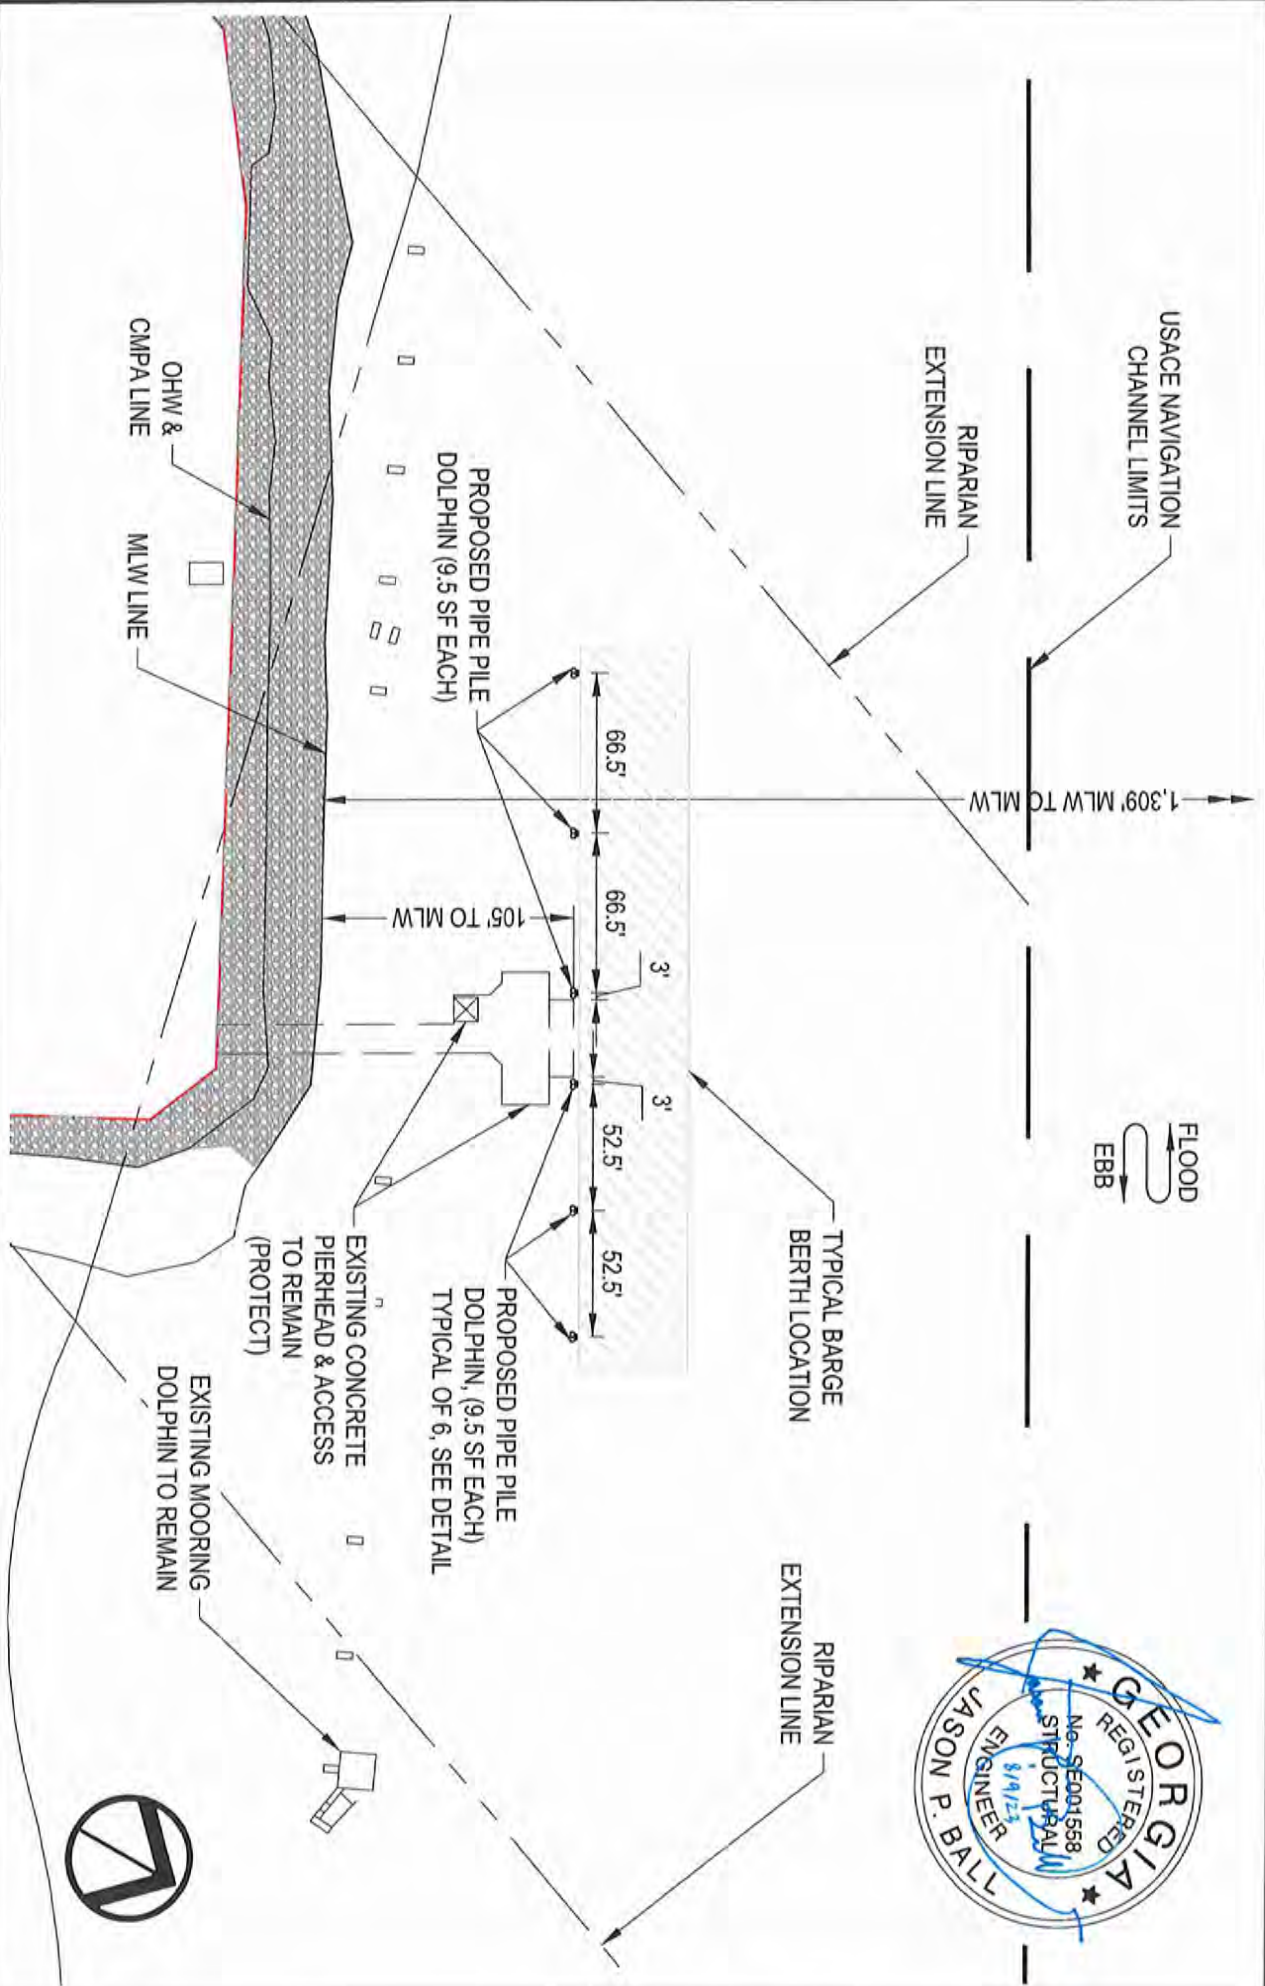 USACE NAVIGATION
CHANNEL LIMITS
RIPARIAN
EXTENSION LINE
1,309' MLW TO MLW
FLOOD
EBB
GEORGIA
REGISTERED
No. SE001558
STRUCTURAL
8/9/23
ENGINEER
JASON P. BALL
TYPICAL BARGE
BERTH LOCATION
RIPARIAN
EXTENSION LINE
66.5'
66.5'
3'
3'
52.5'
52.5'
PROPOSED PIPE PILE
DOLPHIN (9.5 SF EACH)
105' TO MLW
PROPOSED PIPE PILE
DOLPHIN, (9.5 SF EACH)
TYPICAL OF 6, SEE DETAIL
EXISTING CONCRETE
PIERHEAD & ACCESS
TO REMAIN
(PROTECT)
OHW &
CMPA LINE
MLW LINE
EXISTING MOORING
DOLPHIN TO REMAIN